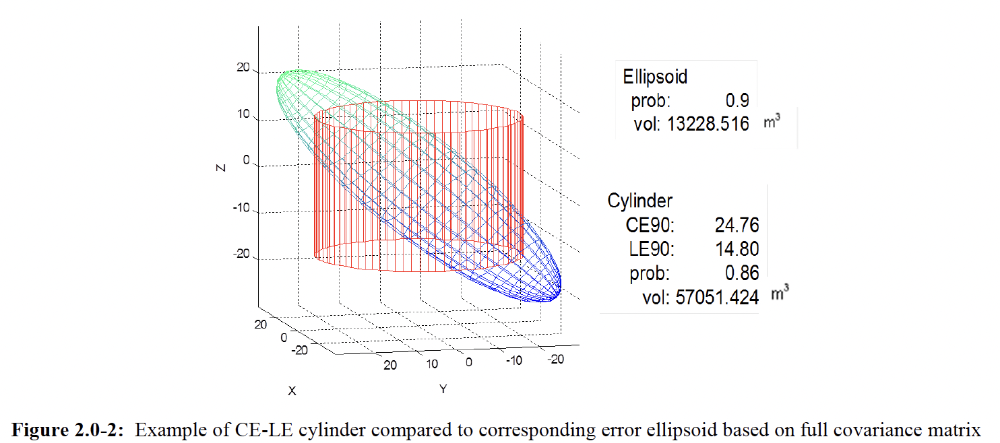 20
10
0
-10
-20
Z
20
0
-20
X
20
10
0
-10
-20
Y
Ellipsoid
prob: 0.9
vol: 13228.516 m³
Cylinder
CE90: 24.76
LE90: 14.80
prob: 0.86
vol: 57051.424 m³
Figure 2.0-2: Example of CE-LE cylinder compared to corresponding error ellipsoid based on full covariance matrix